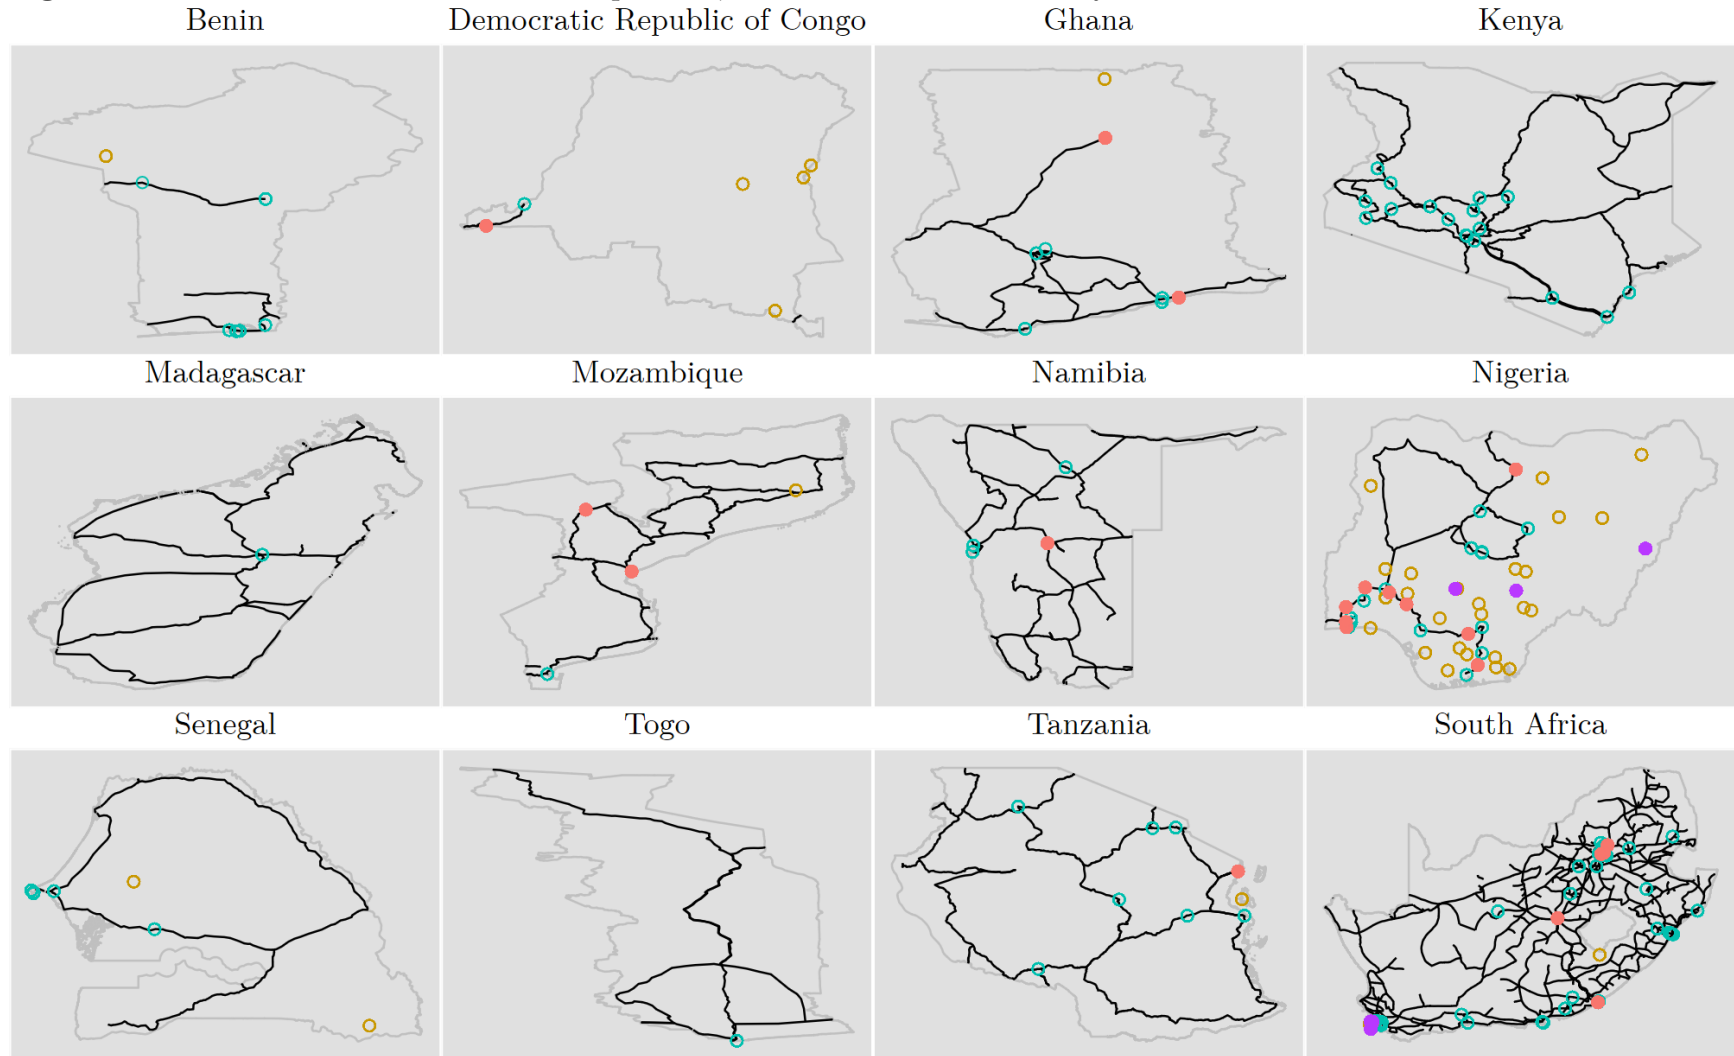 Benin
Democratic Republic of Congo
Ghana
Kenya
Madagascar
Mozambique
Namibia
Nigeria
Senegal
Togo
Tanzania
South Africa